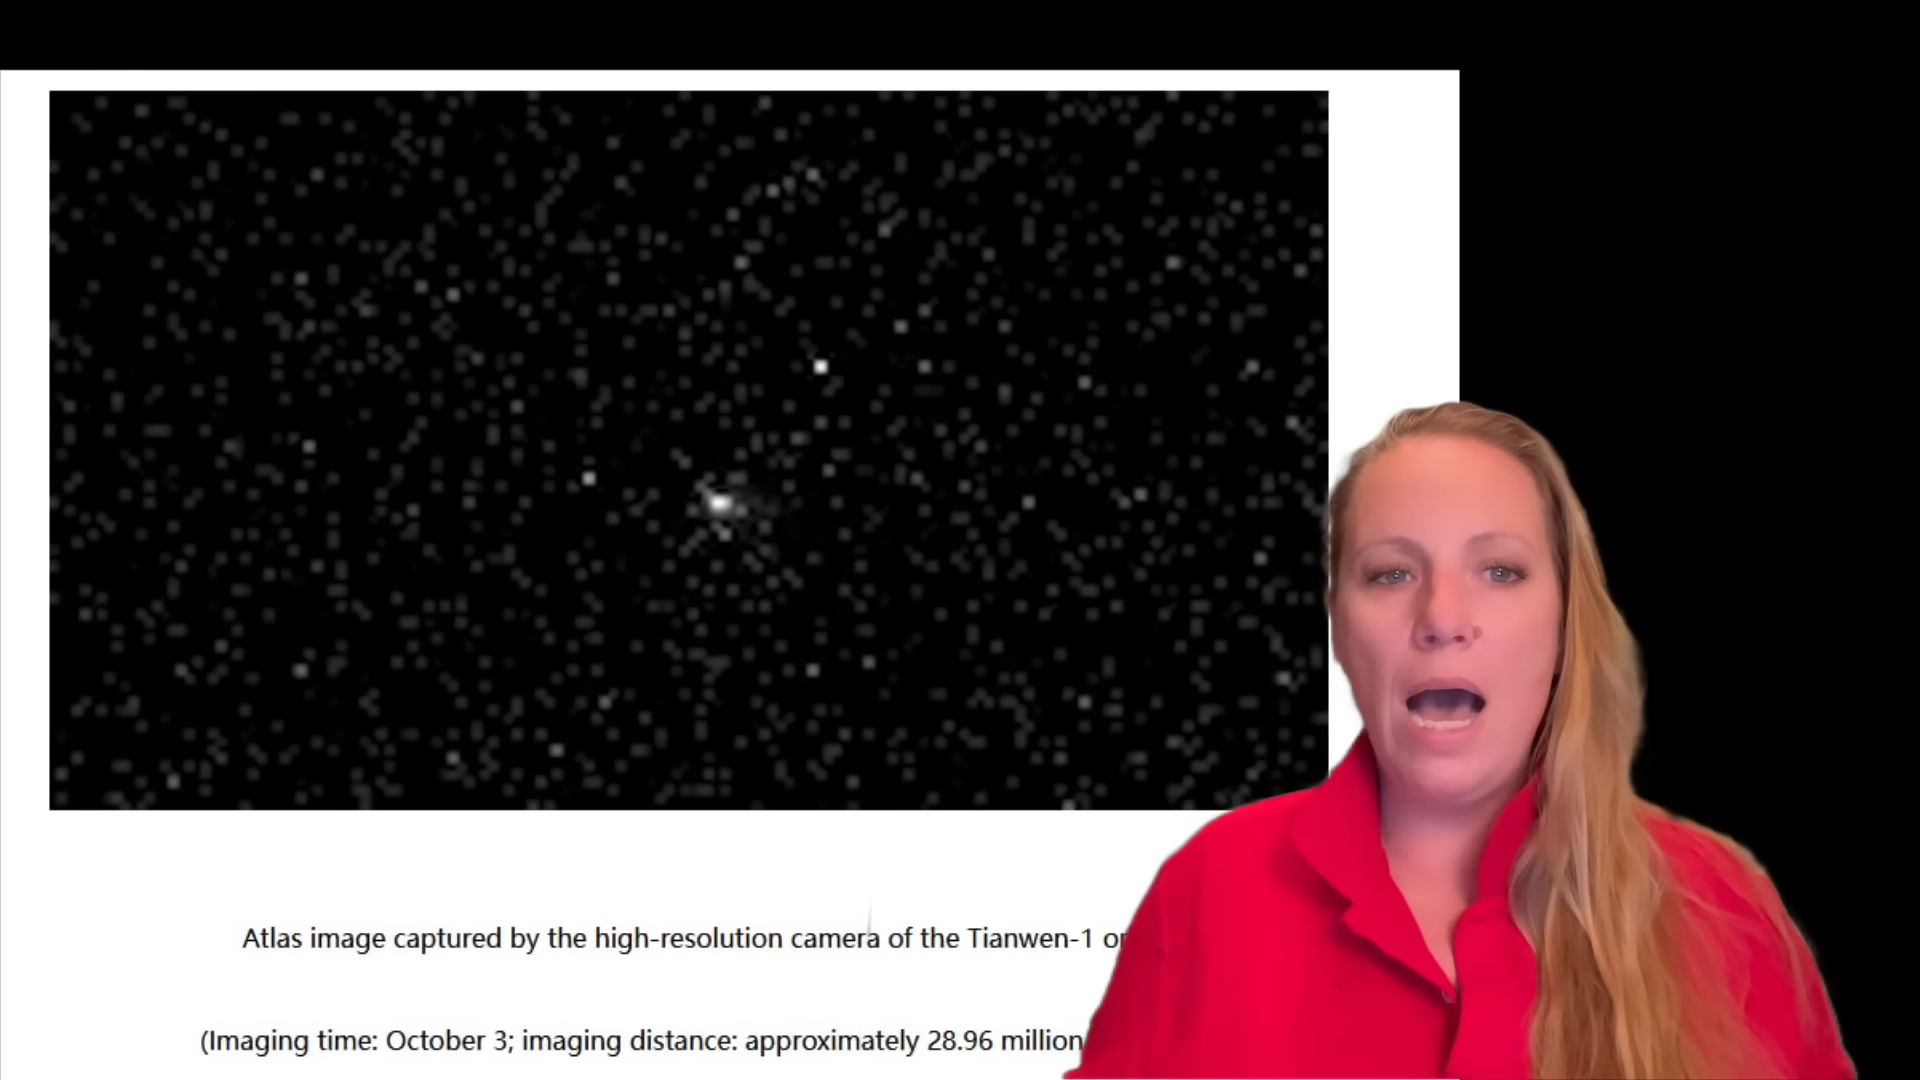 Atlas image captured by the high-resolution camera of the Tianwen-1
(Imaging time: October 3; imaging distance: approximately 28.96 million